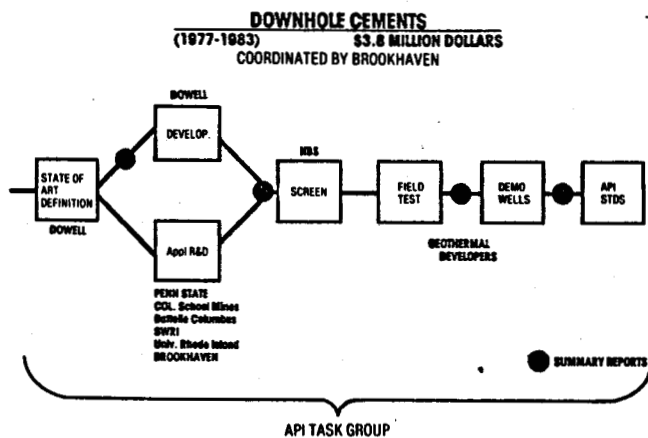 DOWNHOLE CEMENTS
(1977-1983) $3.8 MILLION DOLLARS
COORDINATED BY BROOKHAVEN
DOWELL
DEVELOP.
NBS
STATE OF
ART
DEFINITION
SCREEN
FIELD
TEST
DEMO
WELLS
API
STDS
DOWELL
Appl R&D
GEOTHERMAL
DEVELOPERS
PENN STATE
COL. School Mines
Battelle Columbus
SWRI
Univ. Rhode Island
BROOKHAVEN
SUMMARY REPORTS
API TASK GROUP